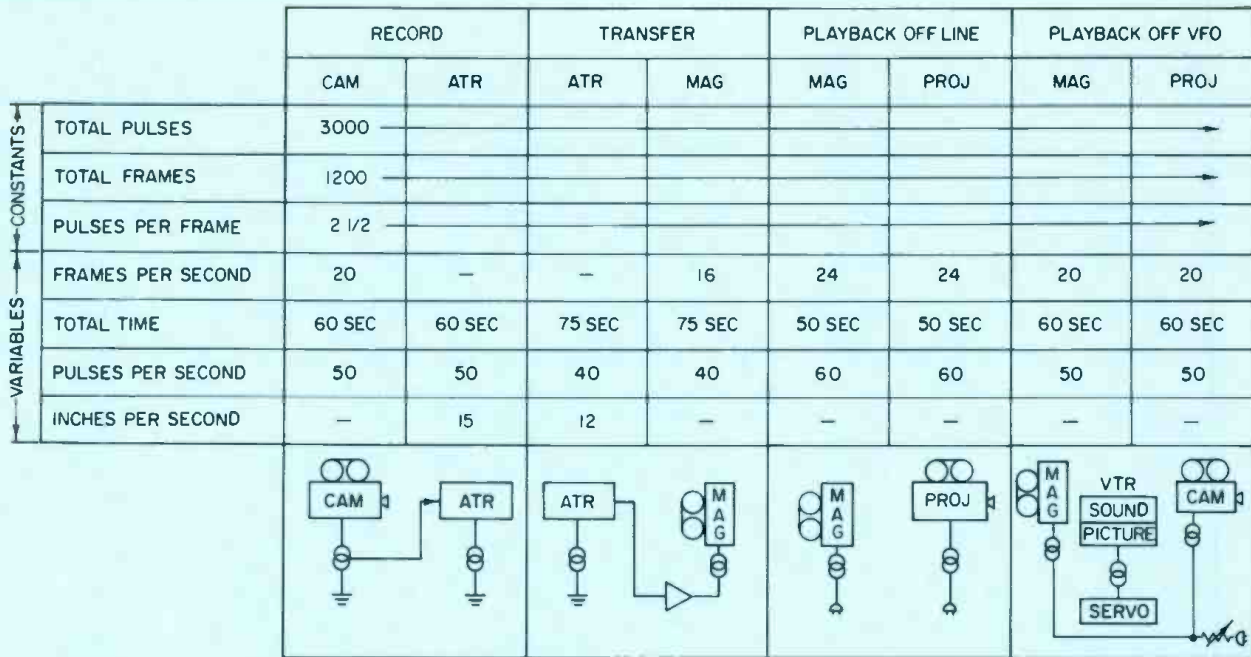 RECORD TRANSFER PLAYBACK OFF LINE PLAYBACK OFF VFO
CAM ATR ATR MAG MAG PROJ MAG PROJ
CONSTANTS
TOTAL PULSES 3000
TOTAL FRAMES 1200
PULSES PER FRAME 2 1/2
VARIABLES
FRAMES PER SECOND 20 — — 16 24 24 20 20
TOTAL TIME 60 SEC 60 SEC 75 SEC 75 SEC 50 SEC 50 SEC 60 SEC 60 SEC
PULSES PER SECOND 50 50 40 40 60 60 50 50
INCHES PER SECOND — 15 12 — — — — —
CAM ATR
ATR MAG
MAG PROJ
MAG VTR CAM
SOUND
PICTURE
SERVO